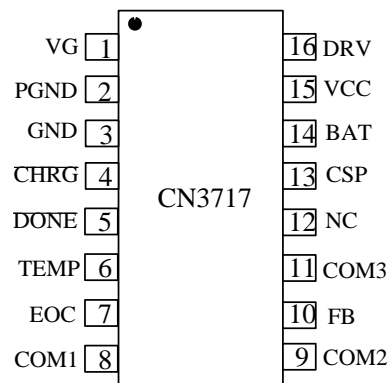 VG 1 16 DRV
PGND 2 15 VCC
GND 3 14 BAT
CHRG 4 13 CSP
CN3717
DONE 5 12 NC
TEMP 6 11 COM3
EOC 7 10 FB
COM1 8 9 COM2